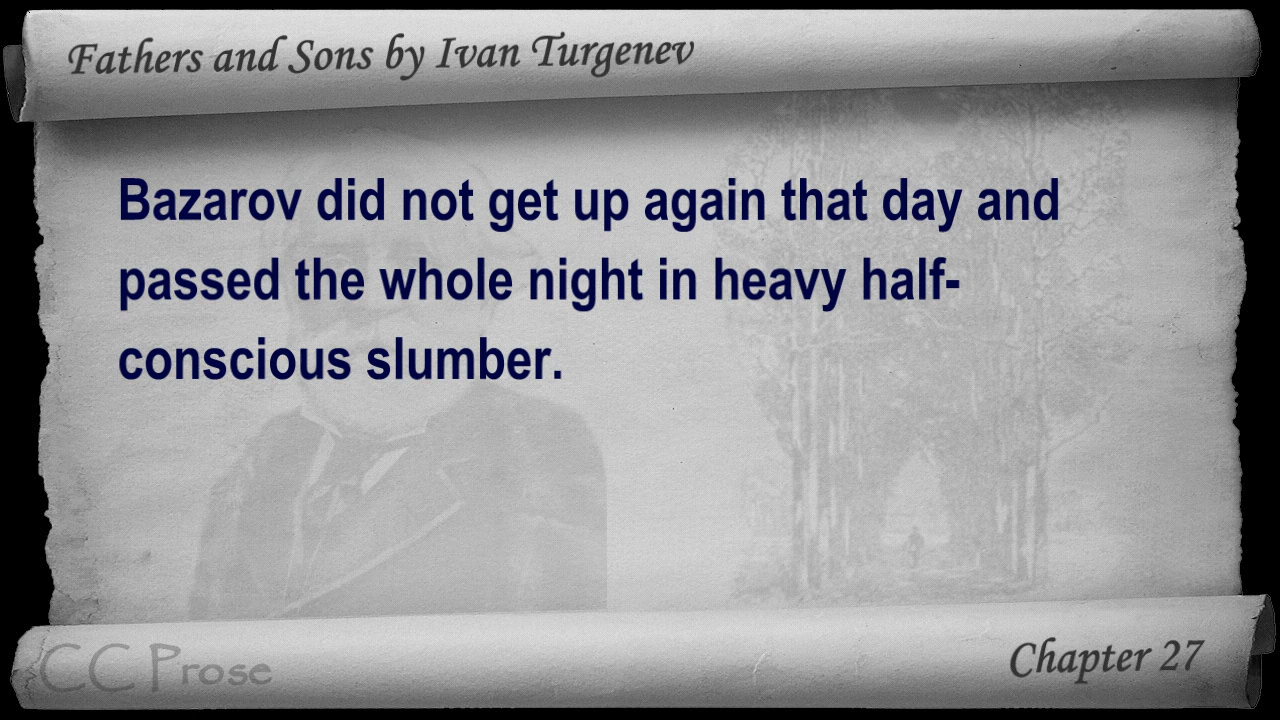 Fathers and Sons by Ivan Turgenev
Bazarov did not get up again that day and
passed the whole night in heavy half-
conscious slumber.
CC Prose
Chapter 27